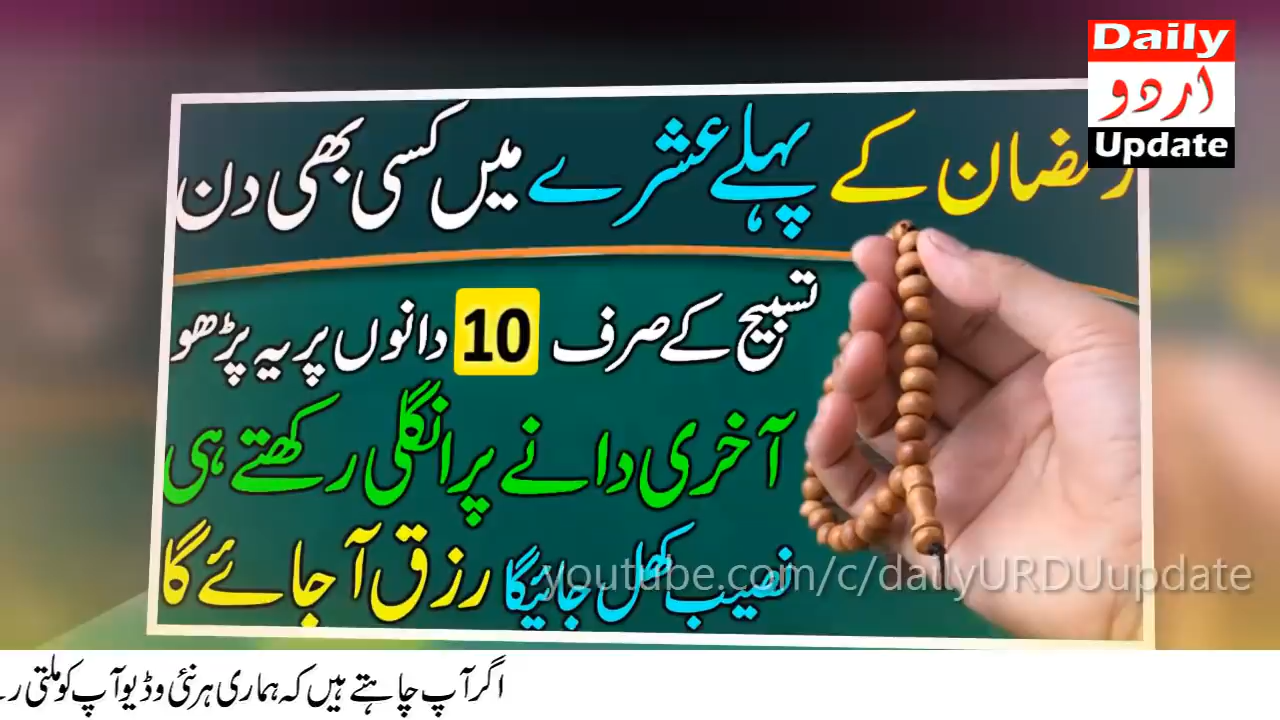 Daily
اردو
Update
رمضان کے پہلے عشرے میں کسی بھی دن
تسبیح کے صرف 10 دانوں پر یہ پڑھو
آخری دانے پر انگلی رکھتے ہی
نصیب کھل جائیگا رزق آ جائے گا
youtube.com/c/dailyURDUupdate
اگر آپ چاہتے ہیں کہ ہماری ہر نئی وڈیو آپ کو ملتی ر